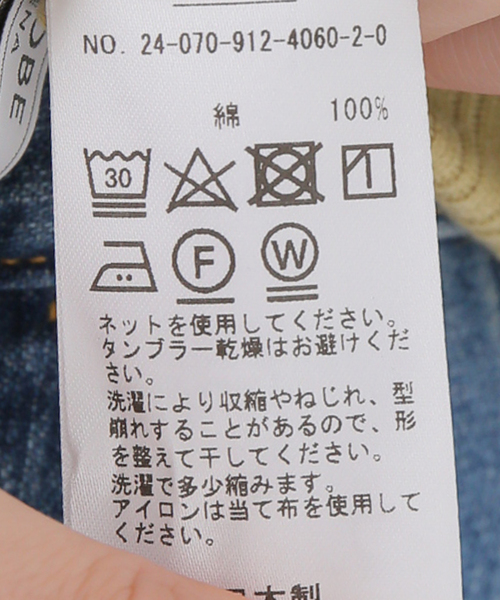 OBE
NO. 24-070-912-4060-2-0
綿 100%
30
F W
ネットを使用してください。
タンブラー乾燥はお避けくだ
さい。
洗濯により収縮やねじれ、型
崩れすることがあるので、形
を整えて干してください。
洗濯で多少縮みます。
アイロンは当て布を使用して
ください。
日本製